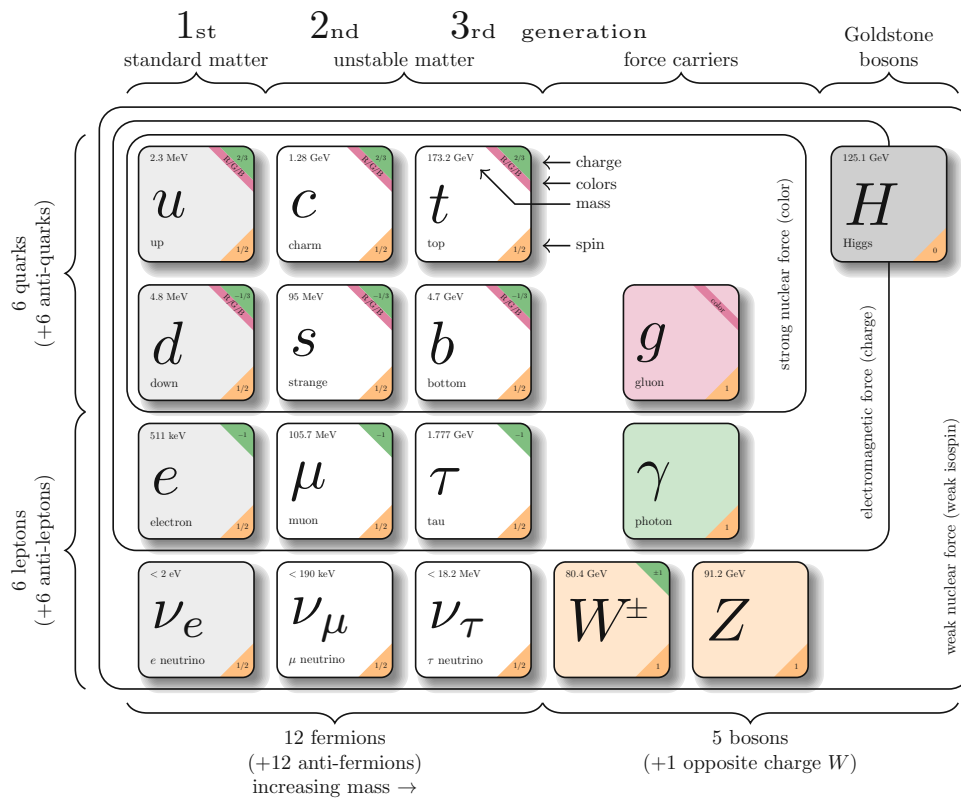 1st 2nd 3rd generation
standard matter unstable matter force carriers Goldstone
bosons
6 quarks
(+6 anti-quarks)
6 leptons
(+6 anti-leptons)
2.3 MeV 2/3
R/G/B
u
up
1/2
1.28 GeV 2/3
R/G/B
c
charm
1/2
173.2 GeV 2/3
R/G/B
t
top
1/2
charge
colors
mass
spin
125.1 GeV
H
Higgs
0
4.8 MeV −1/3
R/G/B
d
down
1/2
95 MeV −1/3
R/G/B
s
strange
1/2
4.7 GeV −1/3
R/G/B
b
bottom
1/2
color
g
gluon
1
strong nuclear force (color)
511 keV −1
e
electron
1/2
105.7 MeV −1
μ
muon
1/2
1.777 GeV −1
τ
tau
1/2
γ
photon
1
electromagnetic force (charge)
< 2 eV
νe
e neutrino
1/2
< 190 keV
νμ
μ neutrino
1/2
< 18.2 MeV
ντ
τ neutrino
1/2
80.4 GeV ±1
W±
1
91.2 GeV
Z
1
weak nuclear force (weak isospin)
12 fermions
(+12 anti-fermions)
increasing mass →
5 bosons
(+1 opposite charge W)